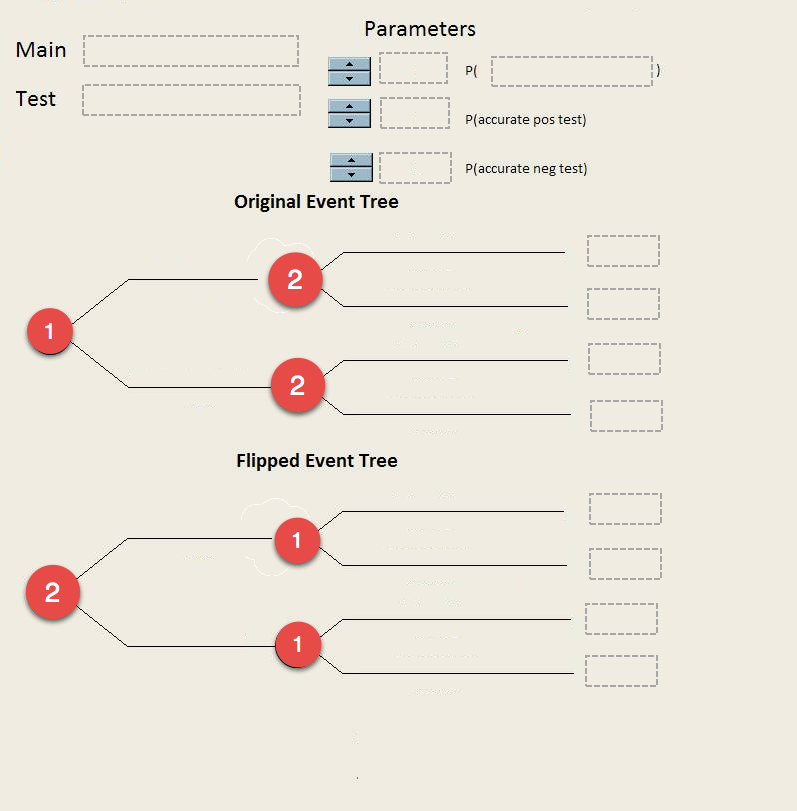 Parameters
Main
P( )
Test
P(accurate pos test)
P(accurate neg test)
Original Event Tree
2
1
2
Flipped Event Tree
1
2
1